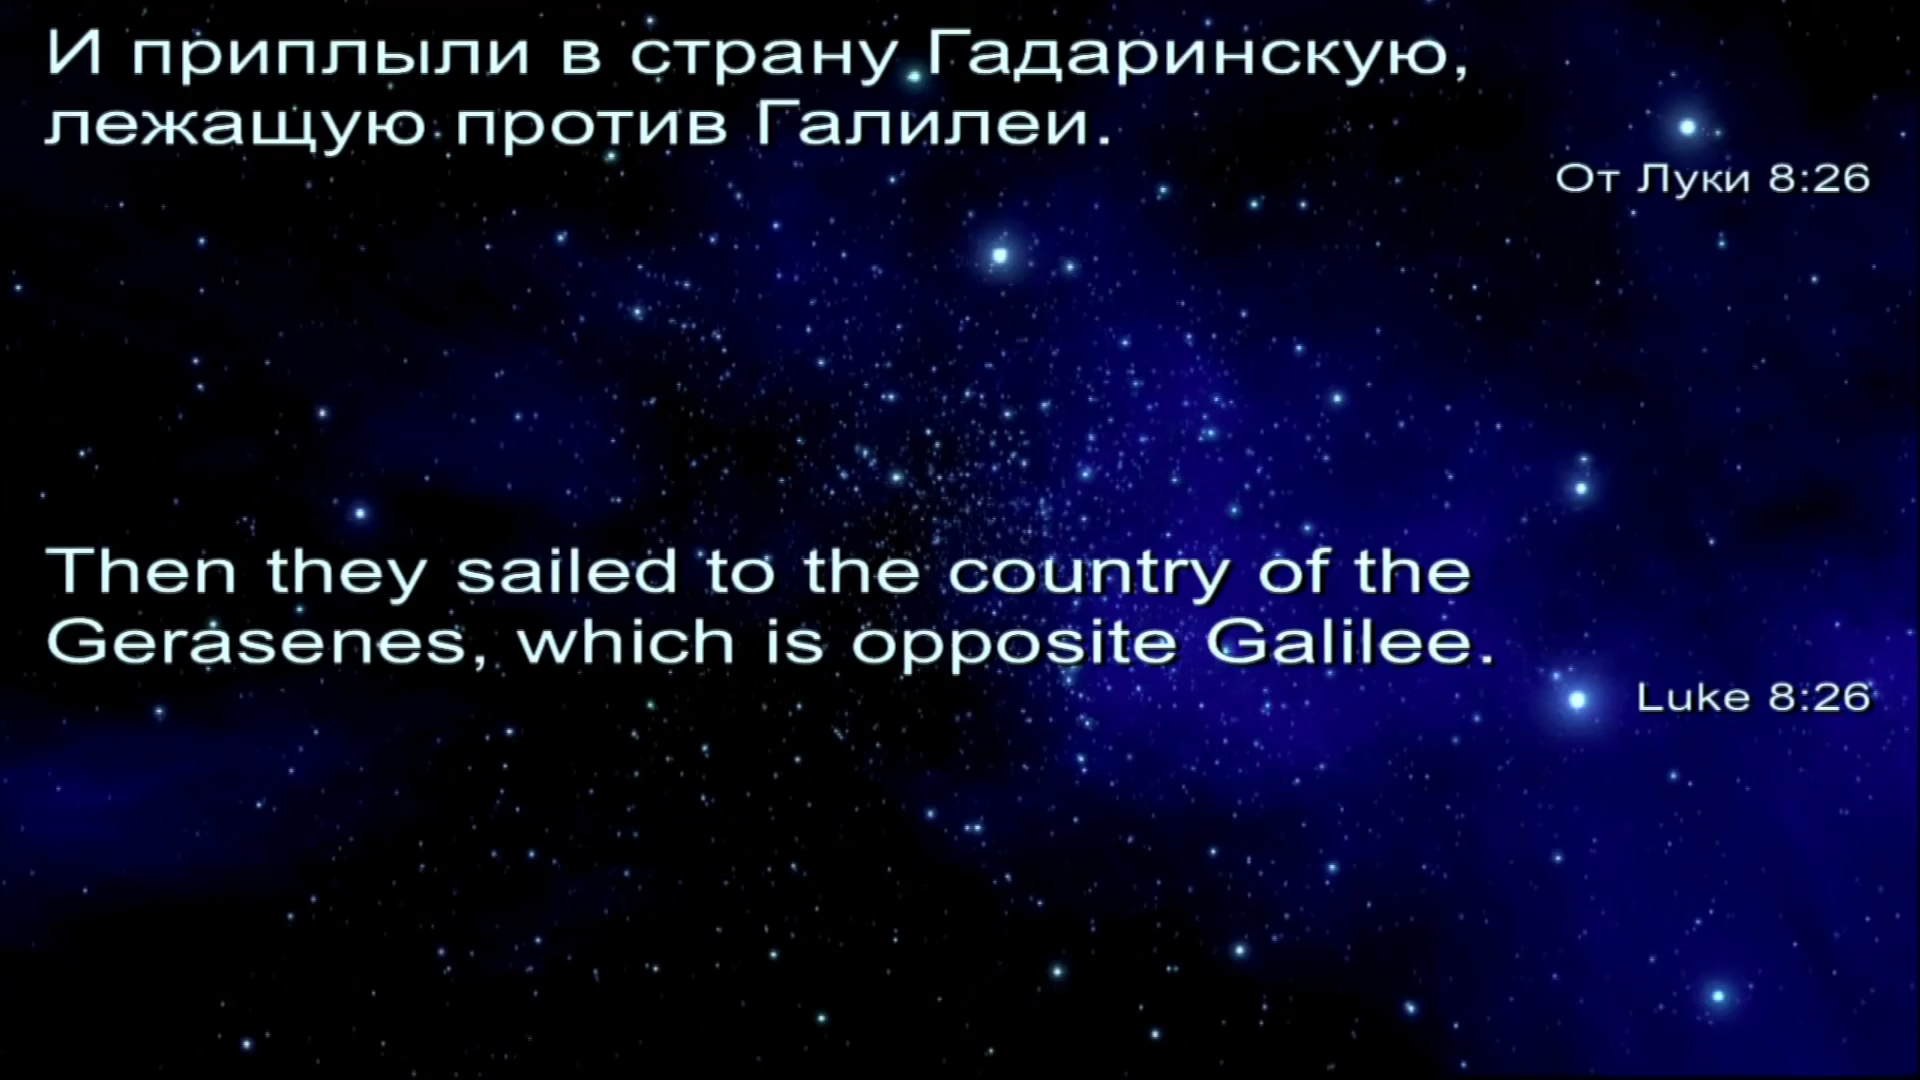 И приплыли в страну Гадаринскую,
лежащую против Галилеи.
От Луки 8:26
Then they sailed to the country of the
Gerasenes, which is opposite Galilee.
Luke 8:26